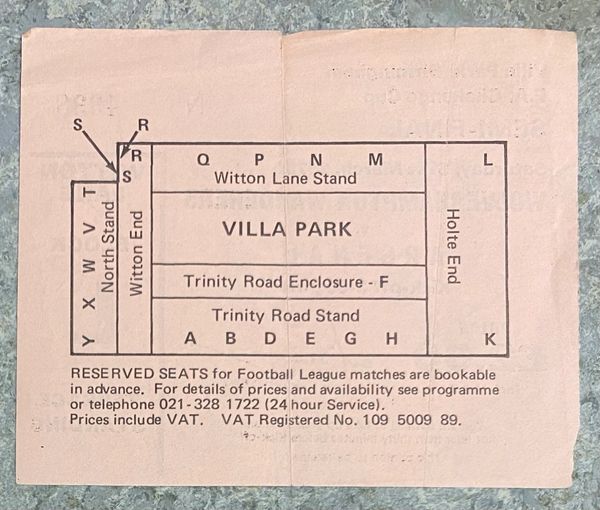 S R
R Q P N M L
S Witton Lane Stand
T
V VILLA PARK
W North Stand Witton End Holte End
X Trinity Road Enclosure - F
Trinity Road Stand
Y A B D E G H K
RESERVED SEATS for Football League matches are bookable
in advance. For details of prices and availability see programme
or telephone 021-328 1722 (24 hour Service).
Prices include VAT. VAT Registered No. 109 5009 89.